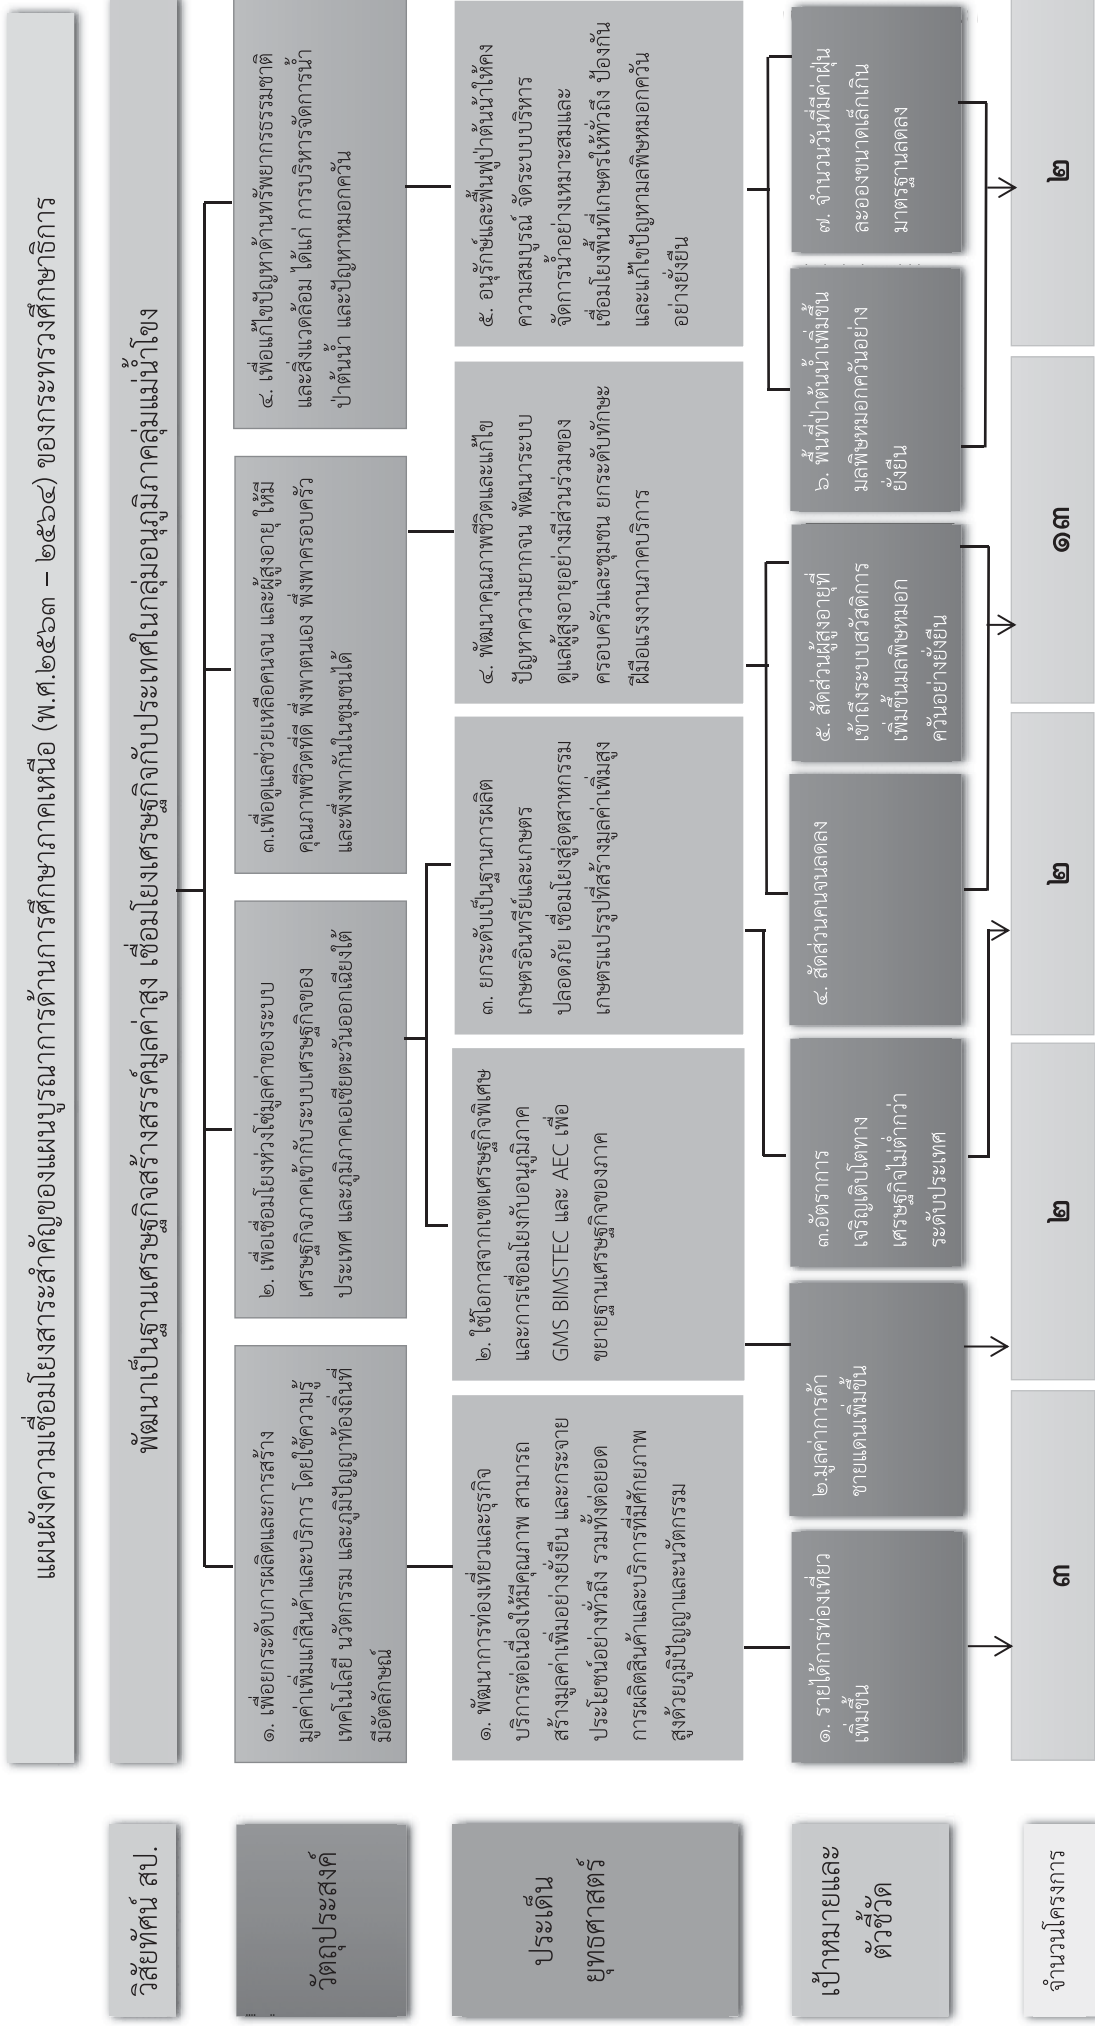 แผนผังความเชื่อมโยงสาระสำคัญของแผนบูรณาการด้านการศึกษาภาคเหนือ (พ.ศ.๒๕๖๓ – ๒๕๖๔) ของกระทรวงศึกษาธิการ
วิสัยทัศน์ สป.
พัฒนาเป็นฐานเศรษฐกิจสร้างสรรค์มูลค่าสูง เชื่อมโยงเศรษฐกิจกับประเทศในกลุ่มอนุภูมิภาคลุ่มแม่น้ำโขง
วัตถุประสงค์
๑. เพื่อยกระดับการผลิตและการสร้าง
มูลค่าเพิ่มแก่สินค้าและบริการ โดยใช้ความรู้
เทคโนโลยี นวัตกรรม และภูมิปัญญาท้องถิ่นที่
มีอัตลักษณ์
๒. เพื่อเชื่อมโยงห่วงโซ่มูลค่าของระบบ
เศรษฐกิจภาคเข้ากับระบบเศรษฐกิจของ
ประเทศ และภูมิภาคเอเชียตะวันออกเฉียงใต้
๓.เพื่อดูแลช่วยเหลือคนจน และผู้สูงอายุ ให้มี
คุณภาพชีวิตที่ดี พึ่งพาตนเอง พึ่งพาครอบครัว
และพึ่งพากันในชุมชนได้
๔. เพื่อแก้ไขปัญหาด้านทรัพยากรธรรมชาติ
และสิ่งแวดล้อม ได้แก่ การบริหารจัดการน้ำ
ป่าต้นน้ำ และปัญหาหมอกควัน
ประเด็น
ยุทธศาสตร์
๑. พัฒนาการท่องเที่ยวและธุรกิจ
บริการต่อเนื่องให้มีคุณภาพ สามารถ
สร้างมูลค่าเพิ่มอย่างยั่งยืน และกระจาย
ประโยชน์อย่างทั่วถึง รวมทั้งต่อยอด
การผลิตสินค้าและบริการที่มีศักยภาพ
สูงด้วยภูมิปัญญาและนวัตกรรม
๒. ใช้โอกาสจากเขตเศรษฐกิจพิเศษ
และการเชื่อมโยงกับอนุภูมิภาค
GMS BIMSTEC และ AEC เพื่อ
ขยายฐานเศรษฐกิจของภาค
๓. ยกระดับเป็นฐานการผลิต
เกษตรอินทรีย์และเกษตร
ปลอดภัย เชื่อมโยงสู่อุตสาหกรรม
เกษตรแปรรูปที่สร้างมูลค่าเพิ่มสูง
๔. พัฒนาคุณภาพชีวิตและแก้ไข
ปัญหาความยากจน พัฒนาระบบ
ดูแลผู้สูงอายุอย่างมีส่วนร่วมของ
ครอบครัวและชุมชน ยกระดับทักษะ
ฝีมือแรงงานภาคบริการ
๕. อนุรักษ์และฟื้นฟูป่าต้นน้ำให้คง
ความสมบูรณ์ จัดระบบบริหาร
จัดการน้ำอย่างเหมาะสมและ
เชื่อมโยงพื้นที่เกษตรให้ทั่วถึง ป้องกัน
และแก้ไขปัญหามลพิษหมอกควัน
อย่างยั่งยืน
เป้าหมายและ
ตัวชี้วัด
๑. รายได้การท่องเที่ยว
เพิ่มขึ้น
๒.มูลค่าการค้า
ชายแดนเพิ่มขึ้น
๓.อัตราการ
เจริญเติบโตทาง
เศรษฐกิจไม่ต่ำกว่า
ระดับประเทศ
๔. สัดส่วนคนจนลดลง
๕. สัดส่วนผู้สูงอายุที่
เข้าถึงระบบสวัสดิการ
เพิ่มขึ้นมลพิษหมอก
ควันอย่างยั่งยืน
๖. พื้นที่ป่าต้นน้ำเพิ่มขึ้น
มลพิษหมอกควันอย่าง
ยั่งยืน
๗. จำนวนวันที่มีค่าฝุ่น
ละอองขนาดเล็กเกิน
มาตรฐานลดลง
จำนวนโครงการ
๓
๒
๒
๑๓
๒